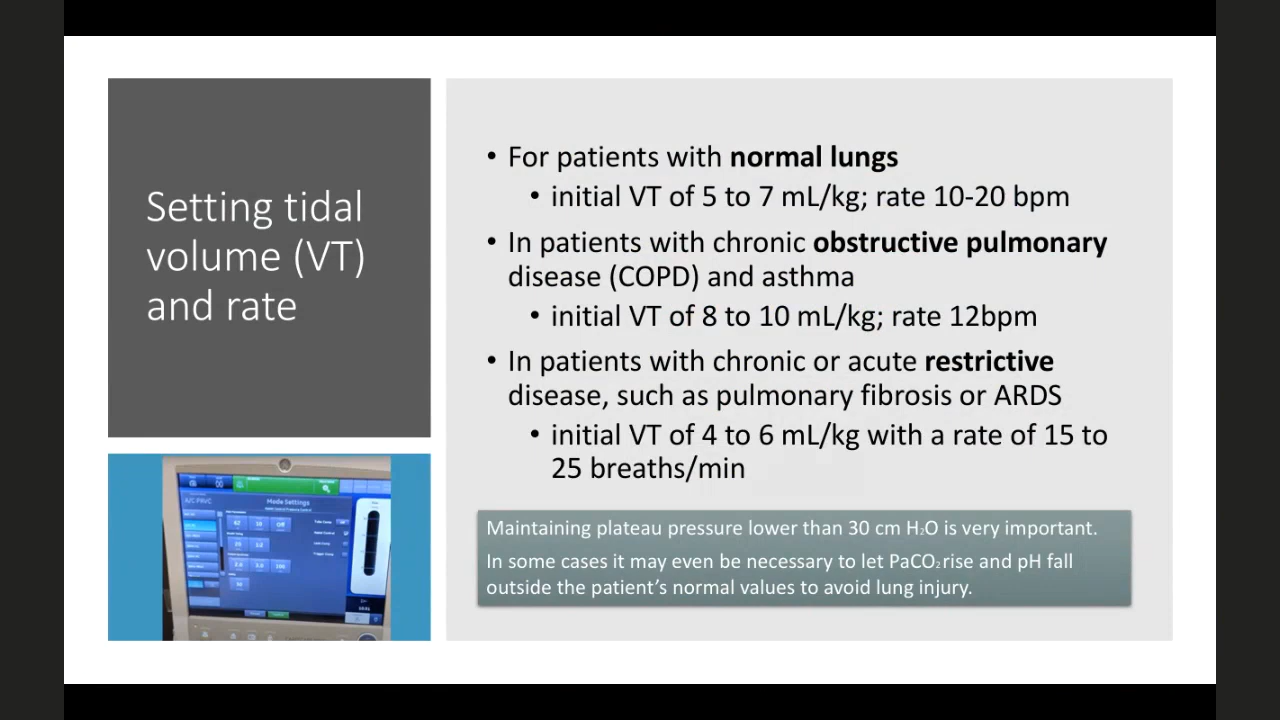 Setting tidal
volume (VT)
and rate
• For patients with normal lungs
• initial VT of 5 to 7 mL/kg; rate 10-20 bpm
• In patients with chronic obstructive pulmonary
disease (COPD) and asthma
• initial VT of 8 to 10 mL/kg; rate 12bpm
• In patients with chronic or acute restrictive
disease, such as pulmonary fibrosis or ARDS
• initial VT of 4 to 6 mL/kg with a rate of 15 to
25 breaths/min
Maintaining plateau pressure lower than 30 cm H₂O is very important.
In some cases it may even be necessary to let PaCO₂ rise and pH fall
outside the patient's normal values to avoid lung injury.
Mode Settings